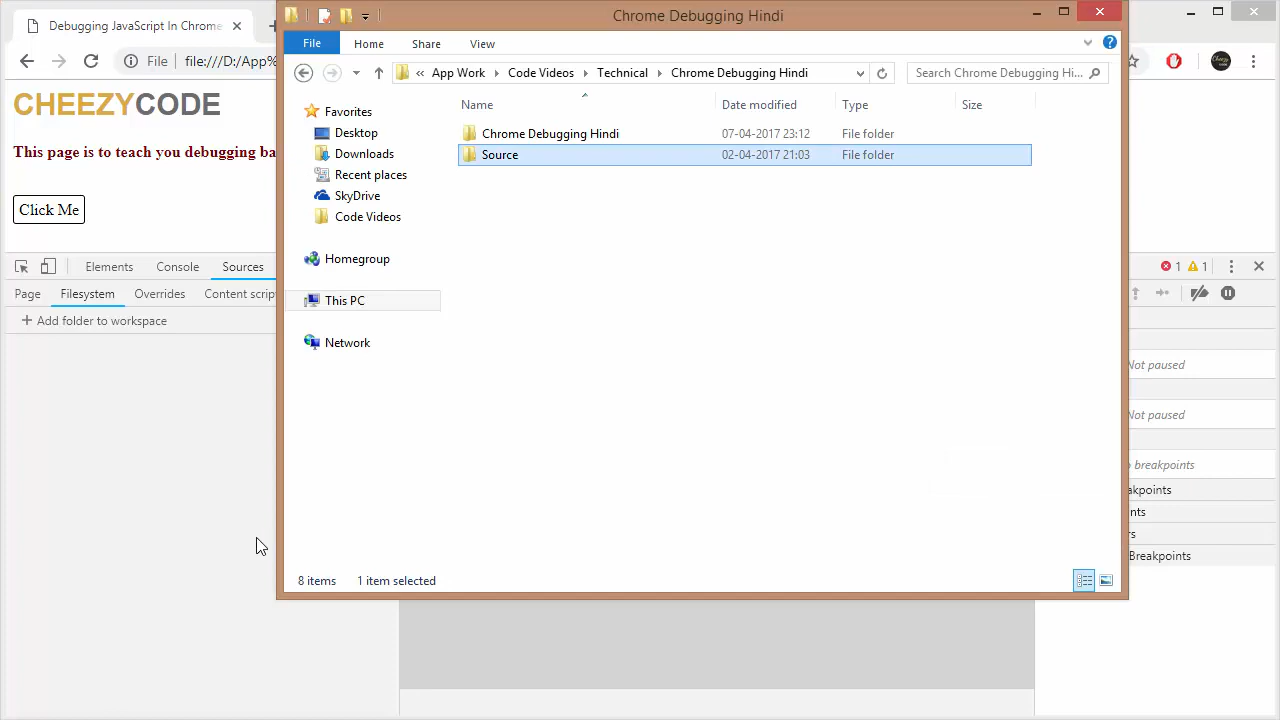 Debugging JavaScript In Chrome
File file:///D:/App%
CHEEZYCODE
This page is to teach you debugging ba
Click Me
Elements Console Sources
1 1
Page Filesystem Overrides Content scrip
Add folder to workspace
Chrome Debugging Hindi
File Home Share View
« App Work Code Videos Technical Chrome Debugging Hindi
Search Chrome Debugging Hi...
Favorites
Desktop
Downloads
Recent places
SkyDrive
Code Videos
Homegroup
This PC
Network
Name Date modified Type Size
Chrome Debugging Hindi 07-04-2017 23:12 File folder
Source 02-04-2017 21:03 File folder
8 items 1 item selected
Not paused
Not paused
breakpoints
akpoints
nts
rs
Breakpoints